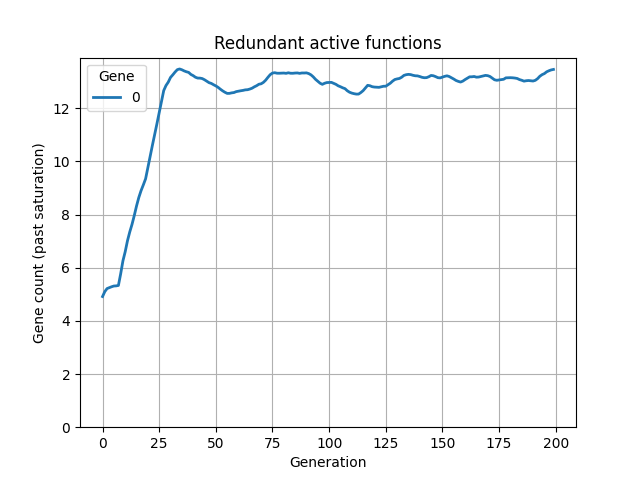 Redundant active functions
Gene
0
Gene count (past saturation)
12
10
8
6
4
2
0
0 25 50 75 100 125 150 175 200
Generation